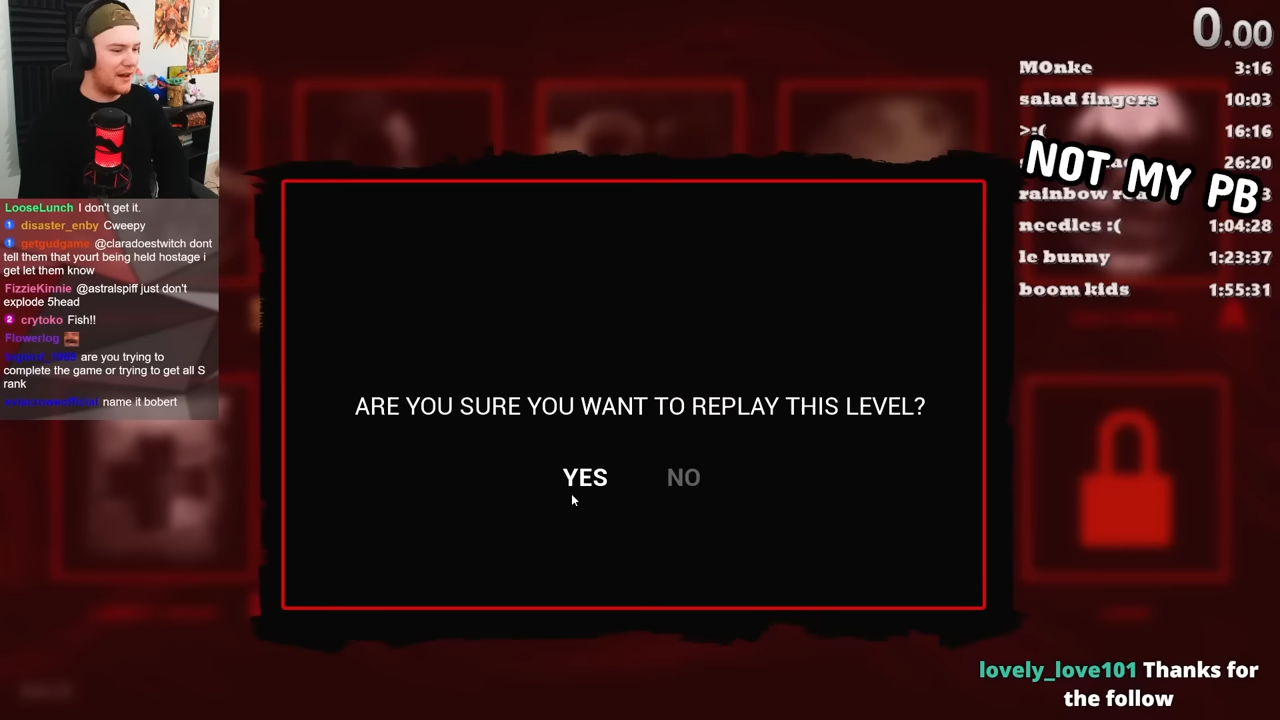 0.00
MOnke 3:16
salad fingers 10:03
>:( 16:16
26:20
NOT MY PB
rainbow
needles :( 1:04:28
le bunny 1:23:37
boom kids 1:55:31
LooseLunch I don't get it.
1 disaster_enby Cweepy
1 getgudgame @claradoestwitch dont
tell them that yourt being held hostage i
get let them know
FizzieKinnie @astralspiff just don't
explode 5head
2 crytoko Fish!!
Flowerlog
are you trying to
complete the game or trying to get all S
rank
name it bobert
ARE YOU SURE YOU WANT TO REPLAY THIS LEVEL?
YES NO
lovely_love101 Thanks for
the follow